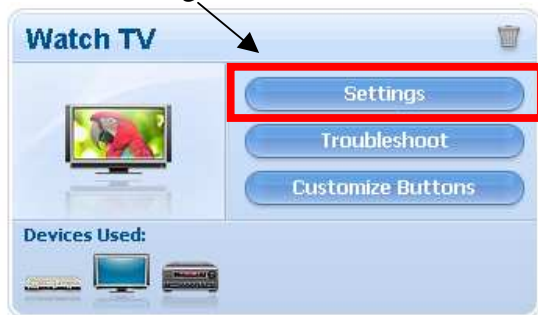 Watch TV
Settings
Troubleshoot
Customize Buttons
Devices Used: